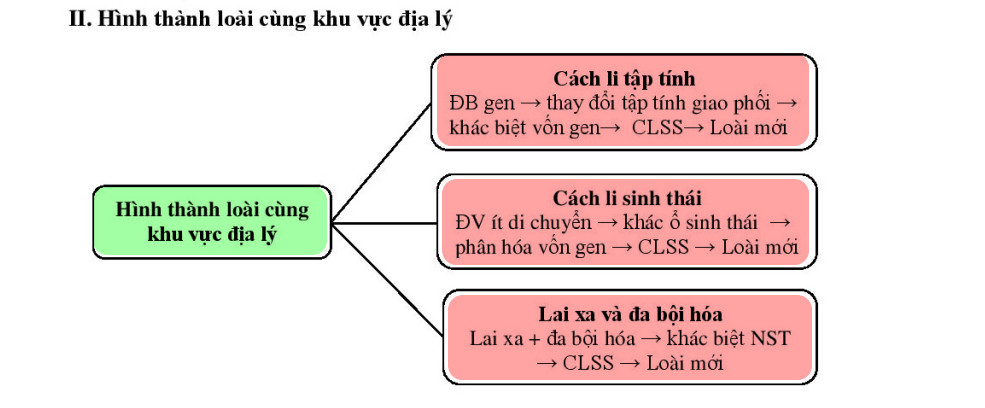 II. Hình thành loài cùng khu vực địa lý
Cách li tập tính
ĐB gen → thay đổi tập tính giao phối →
khác biệt vốn gen→ CLSS→ Loài mới
Hình thành loài cùng
khu vực địa lý
Cách li sinh thái
ĐV ít di chuyển → khác ổ sinh thái →
phân hóa vốn gen → CLSS → Loài mới
Lai xa và đa bội hóa
Lai xa + đa bội hóa → khác biệt NST
→ CLSS → Loài mới